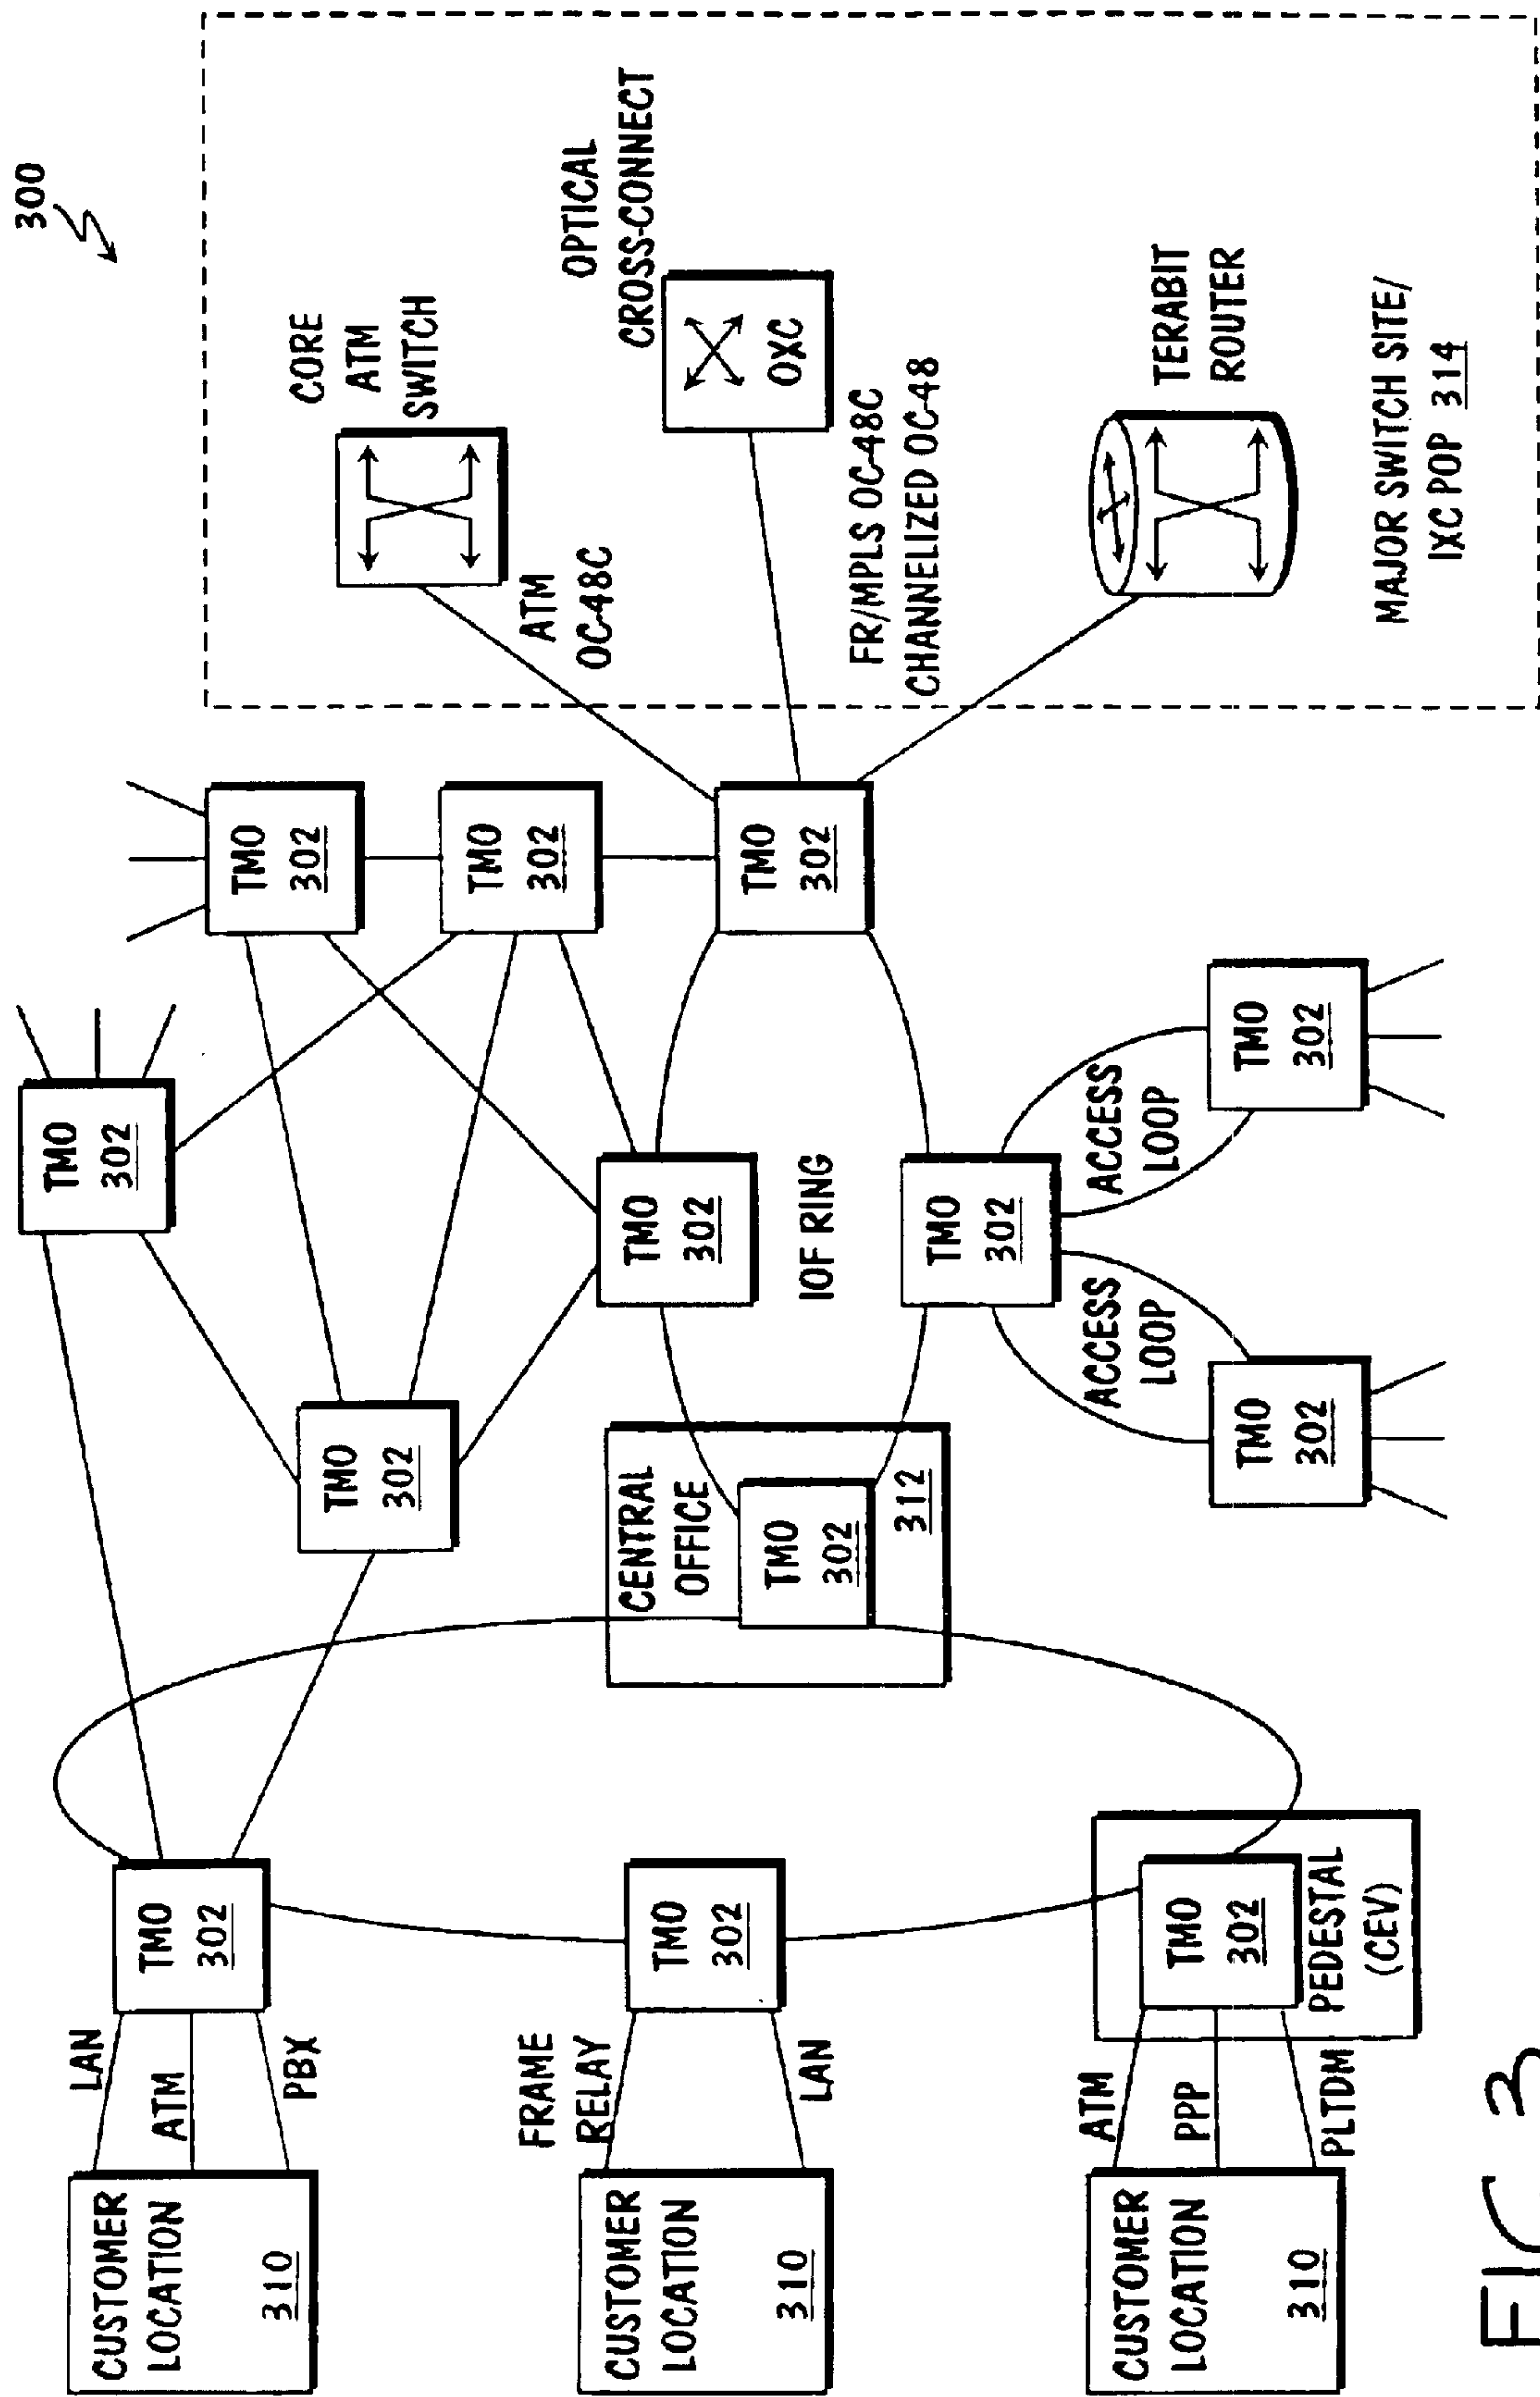 300
CORE
ATM
SWITCH
OPTICAL
CROSS-CONNECT
OXC
TERABIT
ROUTER
ATM
OC-48C
FR/MPLS OC-48C
CHANNELIZED OC-48
MAJOR SWITCH SITE/
IXC POP 314
TMO
302
TMO
302
TMO
302
TMO
302
TMO
302
TMO
302
IOF RING
TMO
302
ACCESS
LOOP
TMO
302
ACCESS
LOOP
TMO
302
CENTRAL
OFFICE
TMO
302
312
TMO
302
TMO
302
TMO
302
PEDESTAL
(CEV)
LAN
ATM
PBX
FRAME
RELAY
LAN
ATM
PPP
PLTDM
CUSTOMER
LOCATION
310
CUSTOMER
LOCATION
310
CUSTOMER
LOCATION
310
FIG 3